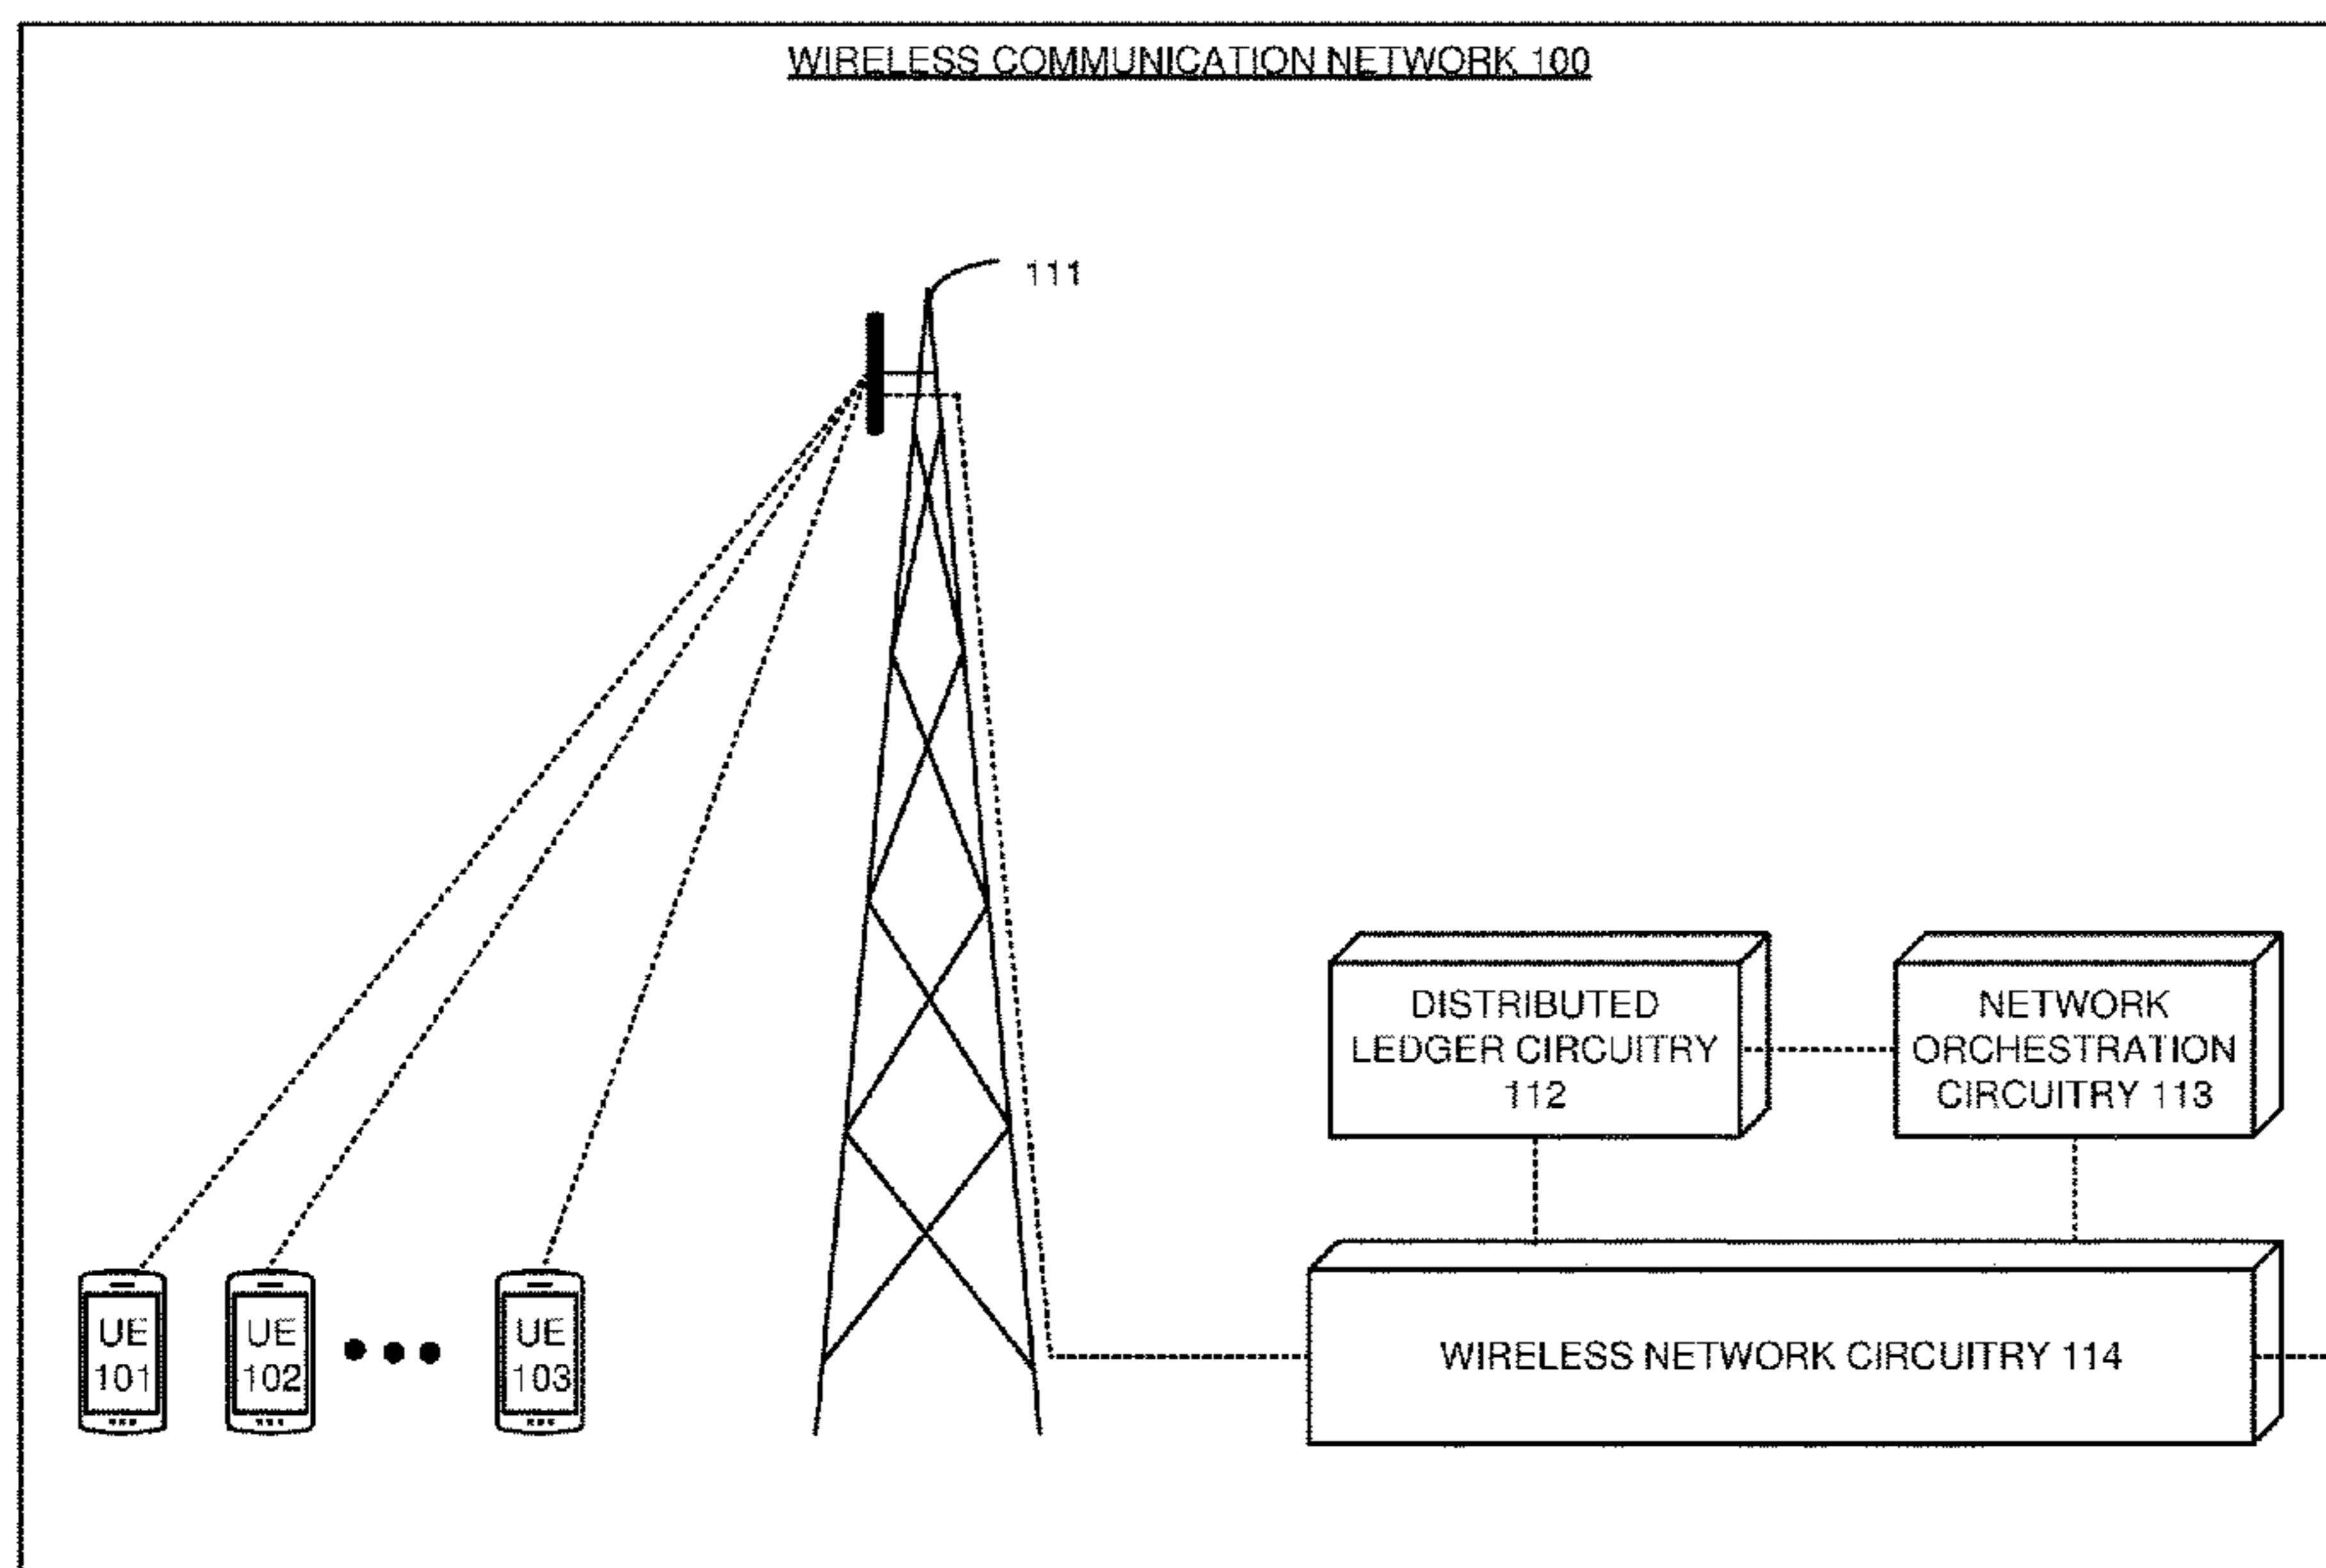 WIRELESS COMMUNICATION NETWORK 100
111
DISTRIBUTED
LEDGER CIRCUITRY
112
NETWORK
ORCHESTRATION
CIRCUITRY 113
UE
101
UE
102
UE
103
WIRELESS NETWORK CIRCUITRY 114